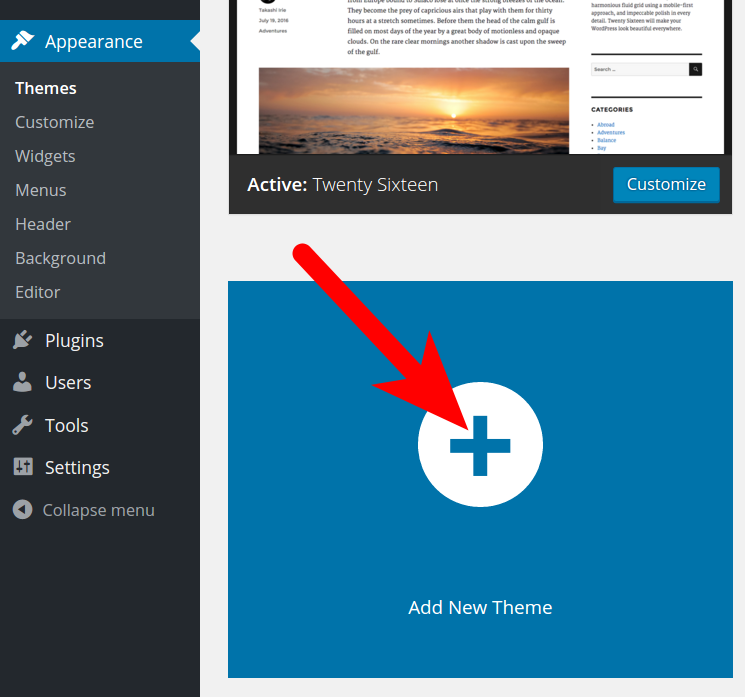 Appearance
Themes
Customize
Widgets
Menus
Header
Background
Editor
Plugins
Users
Tools
Settings
Collapse menu
Takashi Irie
July 19, 2016
Adventures
from Europe bound to Sulaco lose at once the strong breezes of the ocean.
They become the prey of capricious airs that play with them for thirty
hours at a stretch sometimes. Before them the head of the calm gulf is
filled on most days of the year by a great body of motionless and opaque
clouds. On the rare clear mornings another shadow is cast upon the sweep
of the gulf.
harmonious fluid grid using a mobile-first
approach, and impeccable polish in every
detail. Twenty Sixteen will make your
WordPress look beautiful everywhere.
Search …
CATEGORIES
Abroad
Adventures
Balance
Bay
Active: Twenty Sixteen
Customize
Add New Theme